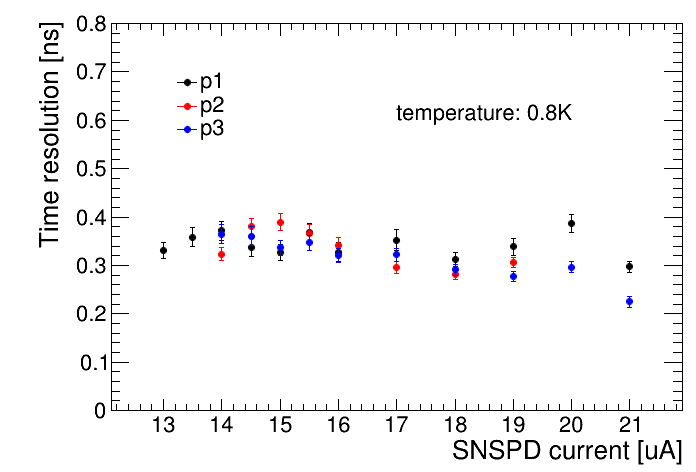 Time resolution [ns]
0.8
0.7
0.6
0.5
0.4
0.3
0.2
0.1
0
p1
p2
p3
temperature: 0.8K
13 14 15 16 17 18 19 20 21
SNSPD current [uA]